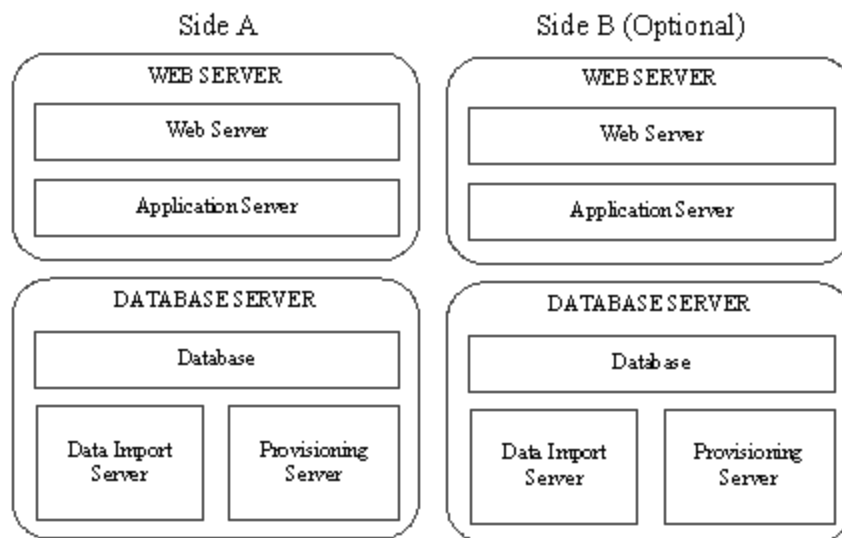 Side A
WEB SERVER
Web Server
Application Server
DATABASE SERVER
Database
Data Import
Server
Provisioning
Server
Side B (Optional)
WEB SERVER
Web Server
Application Server
DATABASE SERVER
Database
Data Import
Server
Provisioning
Server